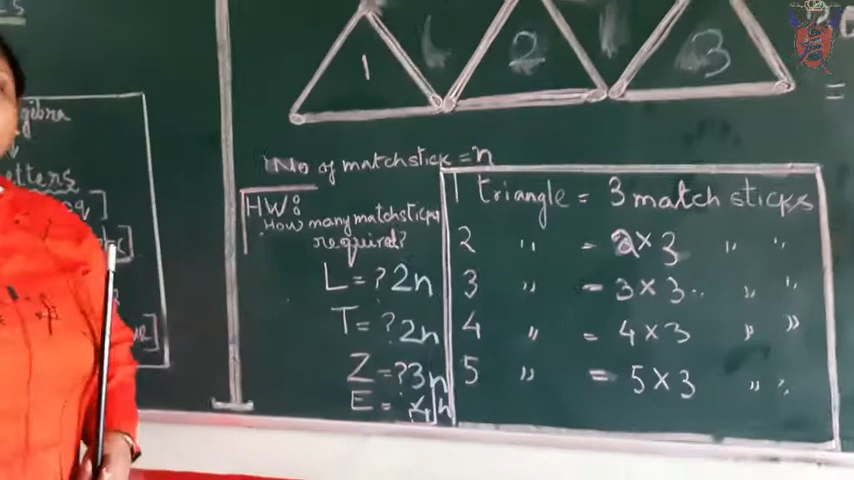 1 2 3
=
No of matchstick = n
HW:
How many matchsticks
required?
L = ? 2n
T = ? 2n
Z = ? 3n
E = 4n
1 triangle = 3 match sticks
2 " = 2 x 3 " "
3 " = 3 x 3 " "
4 " = 4 x 3 " "
5 " = 5 x 3 " "